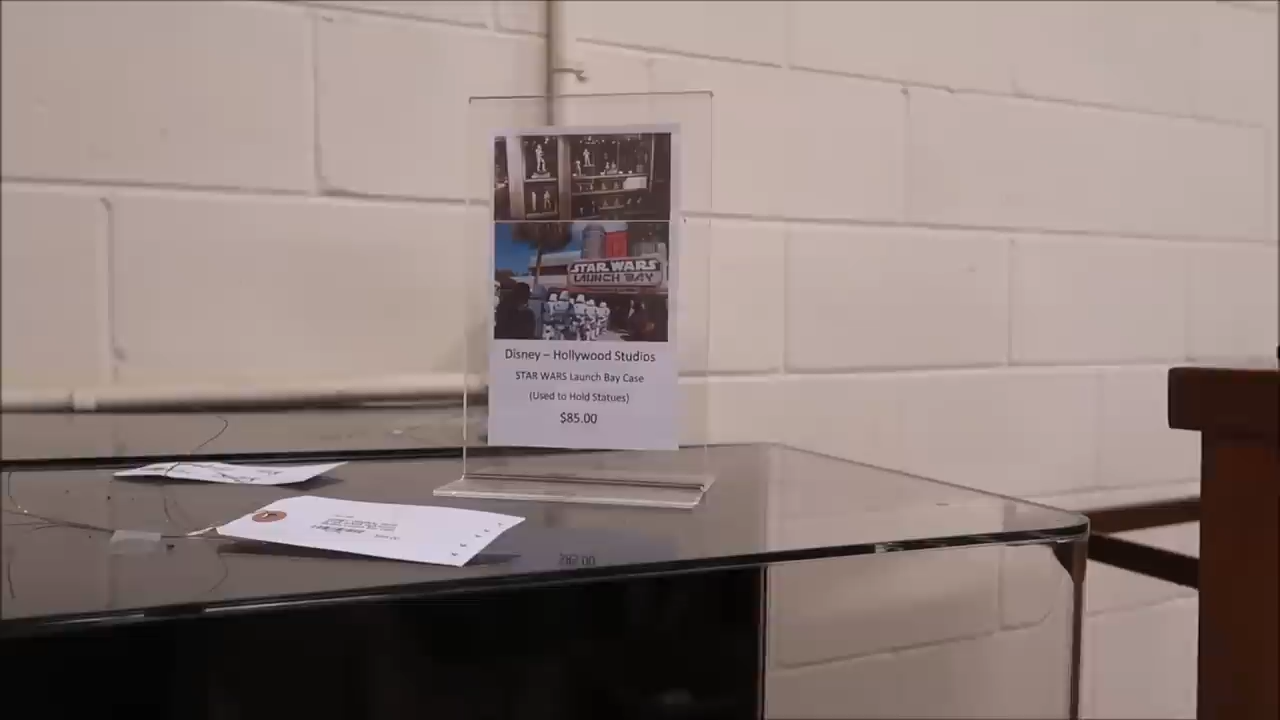 STAR WARS
LAUNCH BAY
Disney – Hollywood Studios
STAR WARS Launch Bay Case
(Used to Hold Statues)
$85.00